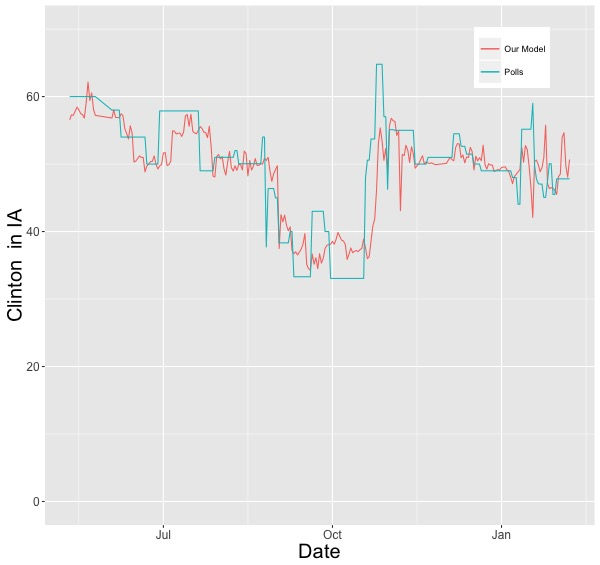 Our Model
Polls
60
40
20
0
Clinton in IA
Jul
Oct
Jan
Date